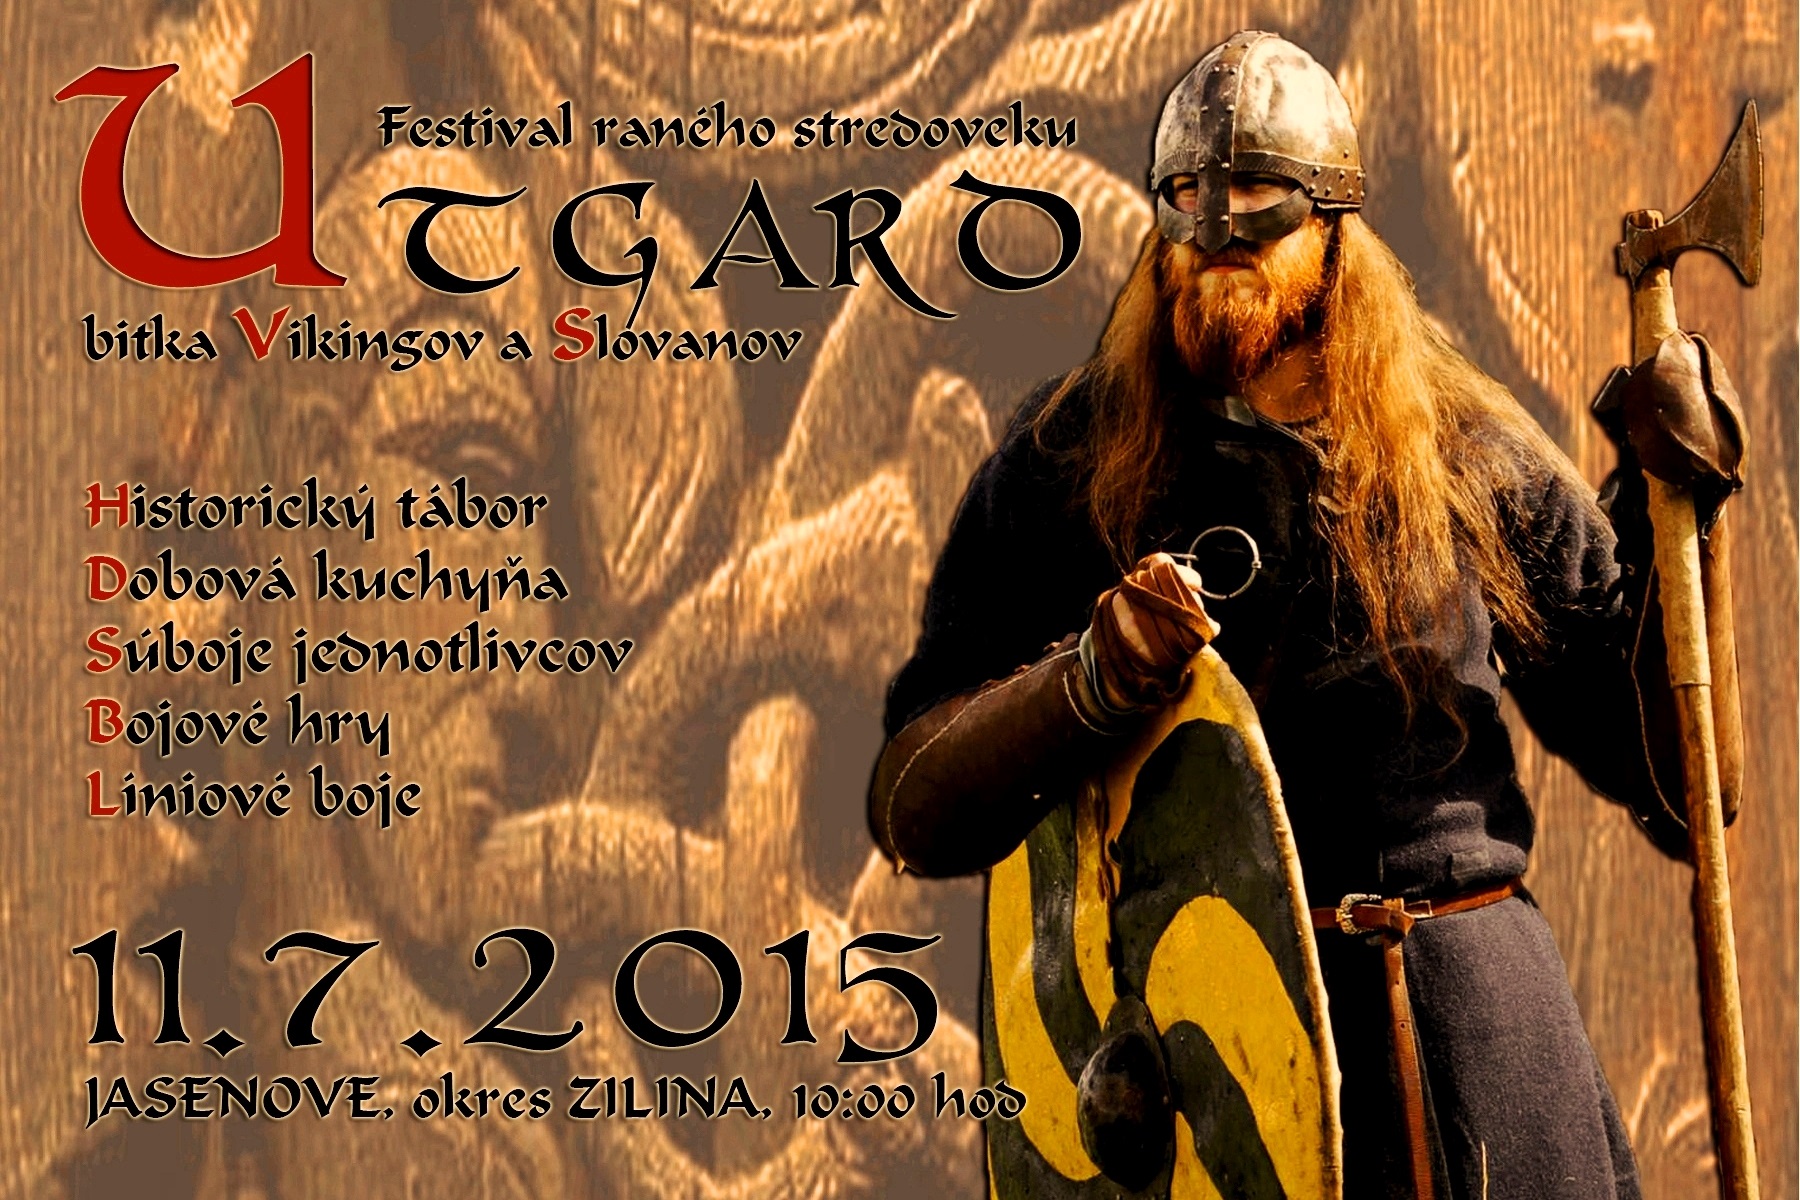 Festival raného stredoveku
UTGARD
bitka Vikingov a Slovanov
Historický tábor
Dobová kuchyňa
Súboje jednotlivcov
Bojové hry
Líniové boje
11.7.2015
JASENOVE, okres ZILINA, 10:00 hod